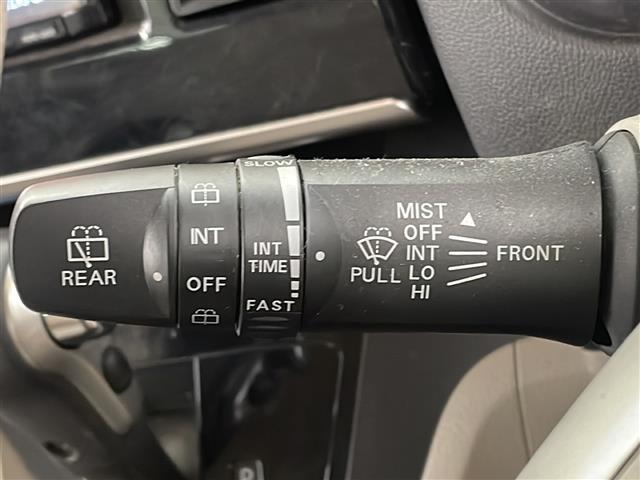 REAR
INT
OFF
SLOW
INT
TIME
FAST
PULL
MIST
OFF
INT
LO
HI
FRONT